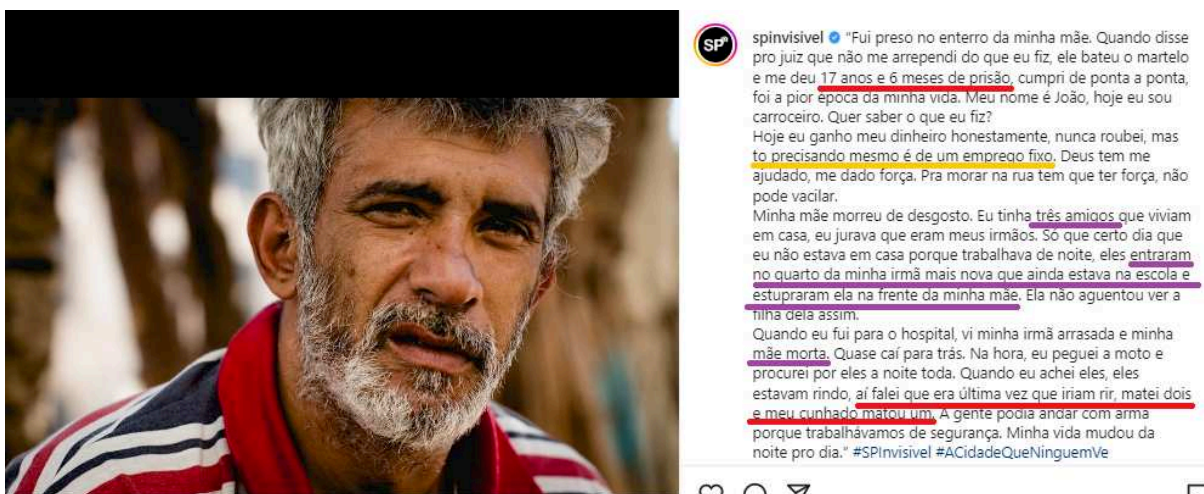 SP
spinvisivel "Fui preso no enterro da minha mãe. Quando disse
pro juiz que não me arrependi do que eu fiz, ele bateu o martelo
e me deu 17 anos e 6 meses de prisão, cumpri de ponta a ponta,
foi a pior época da minha vida. Meu nome é João, hoje eu sou
carroceiro. Quer saber o que eu fiz?
Hoje eu ganho meu dinheiro honestamente, nunca roubei, mas
to precisando mesmo é de um emprego fixo. Deus tem me
ajudado, me dado força. Pra morar na rua tem que ter força, não
pode vacilar.
Minha mãe morreu de desgosto. Eu tinha três amigos que viviam
em casa, eu jurava que eram meus irmãos. Só que certo dia que
eu não estava em casa porque trabalhava de noite, eles entraram
no quarto da minha irmã mais nova que ainda estava na escola e
estupraram ela na frente da minha mãe. Ela não aguentou ver a
filha dela assim.
Quando eu fui para o hospital, vi minha irmã arrasada e minha
mãe morta. Quase caí para trás. Na hora, eu peguei a moto e
procurei por eles a noite toda. Quando eu achei eles, eles
estavam rindo, aí falei que era última vez que iriam rir, matei dois
e meu cunhado matou um. A gente podia andar com arma
porque trabalhávamos de segurança. Minha vida mudou da
noite pro dia." #SPInvisivel #ACidadeQueNinguemVe